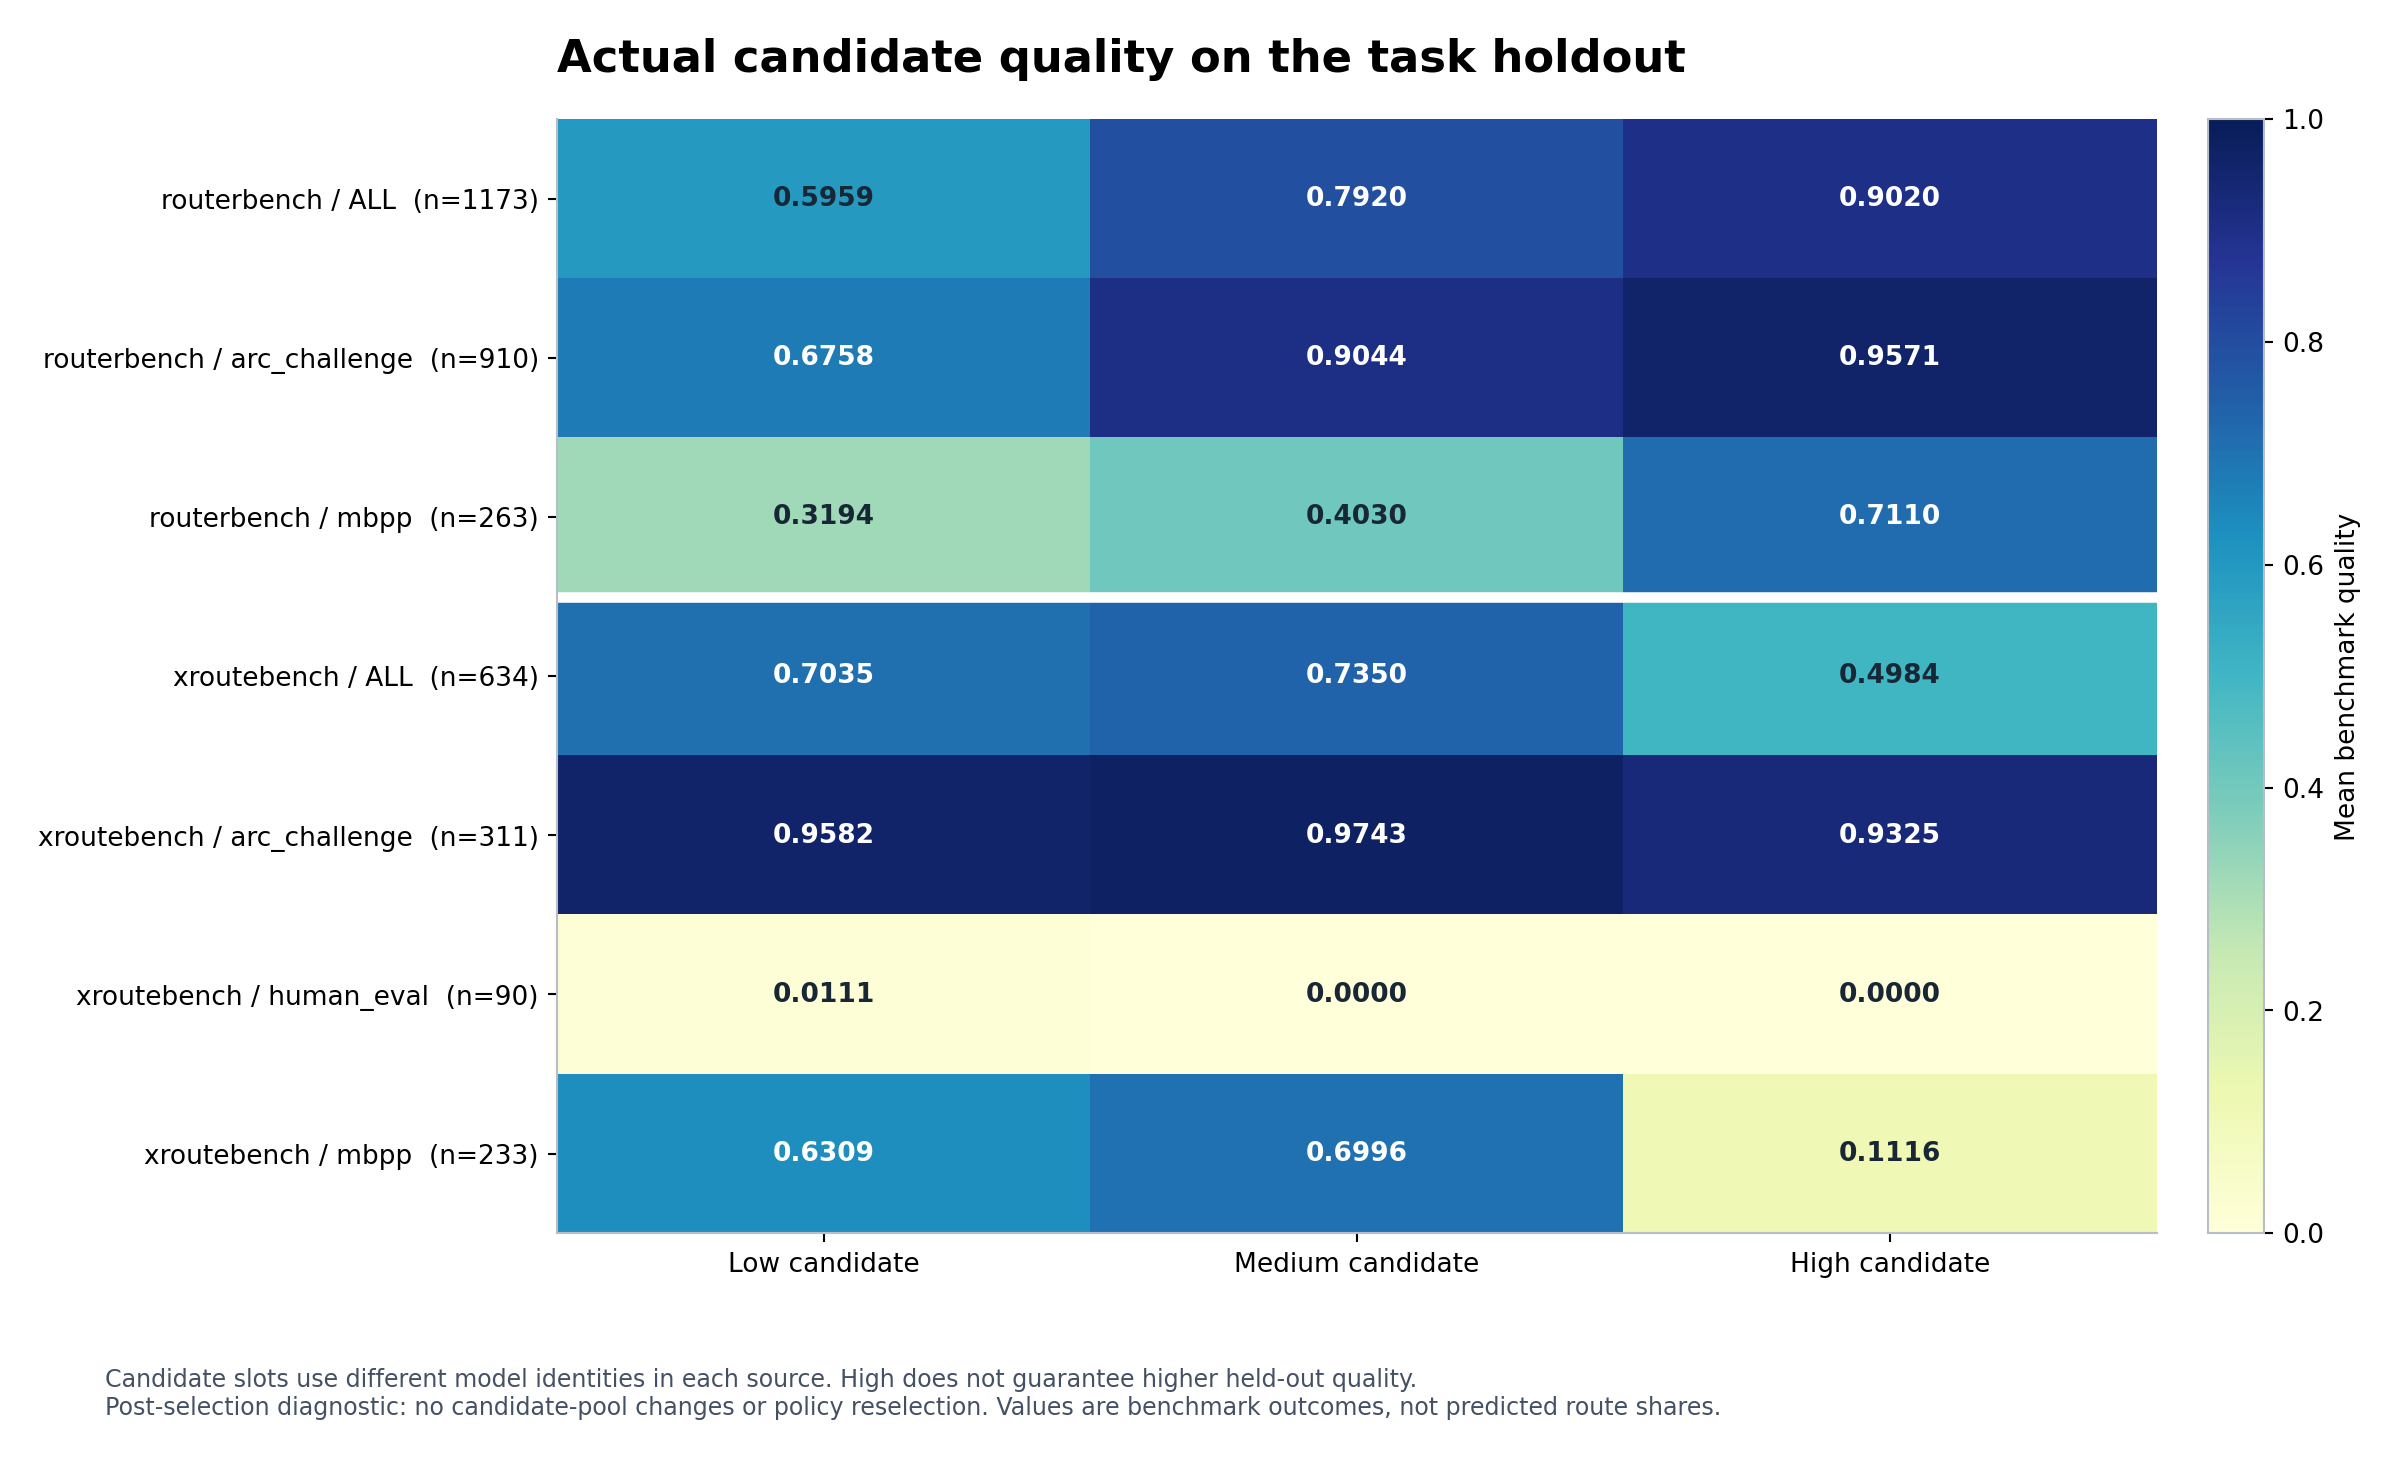 Actual candidate quality on the task holdout
routerbench / ALL  (n=1173)
0.5959
0.7920
0.9020
routerbench / arc_challenge  (n=910)
0.6758
0.9044
0.9571
routerbench / mbpp  (n=263)
0.3194
0.4030
0.7110
xroutebench / ALL  (n=634)
0.7035
0.7350
0.4984
xroutebench / arc_challenge  (n=311)
0.9582
0.9743
0.9325
xroutebench / human_eval  (n=90)
0.0111
0.0000
0.0000
xroutebench / mbpp  (n=233)
0.6309
0.6996
0.1116
Low candidate
Medium candidate
High candidate
1.0
0.8
0.6
0.4
0.2
0.0
Mean benchmark quality
Candidate slots use different model identities in each source. High does not guarantee higher held-out quality.
Post-selection diagnostic: no candidate-pool changes or policy reselection. Values are benchmark outcomes, not predicted route shares.